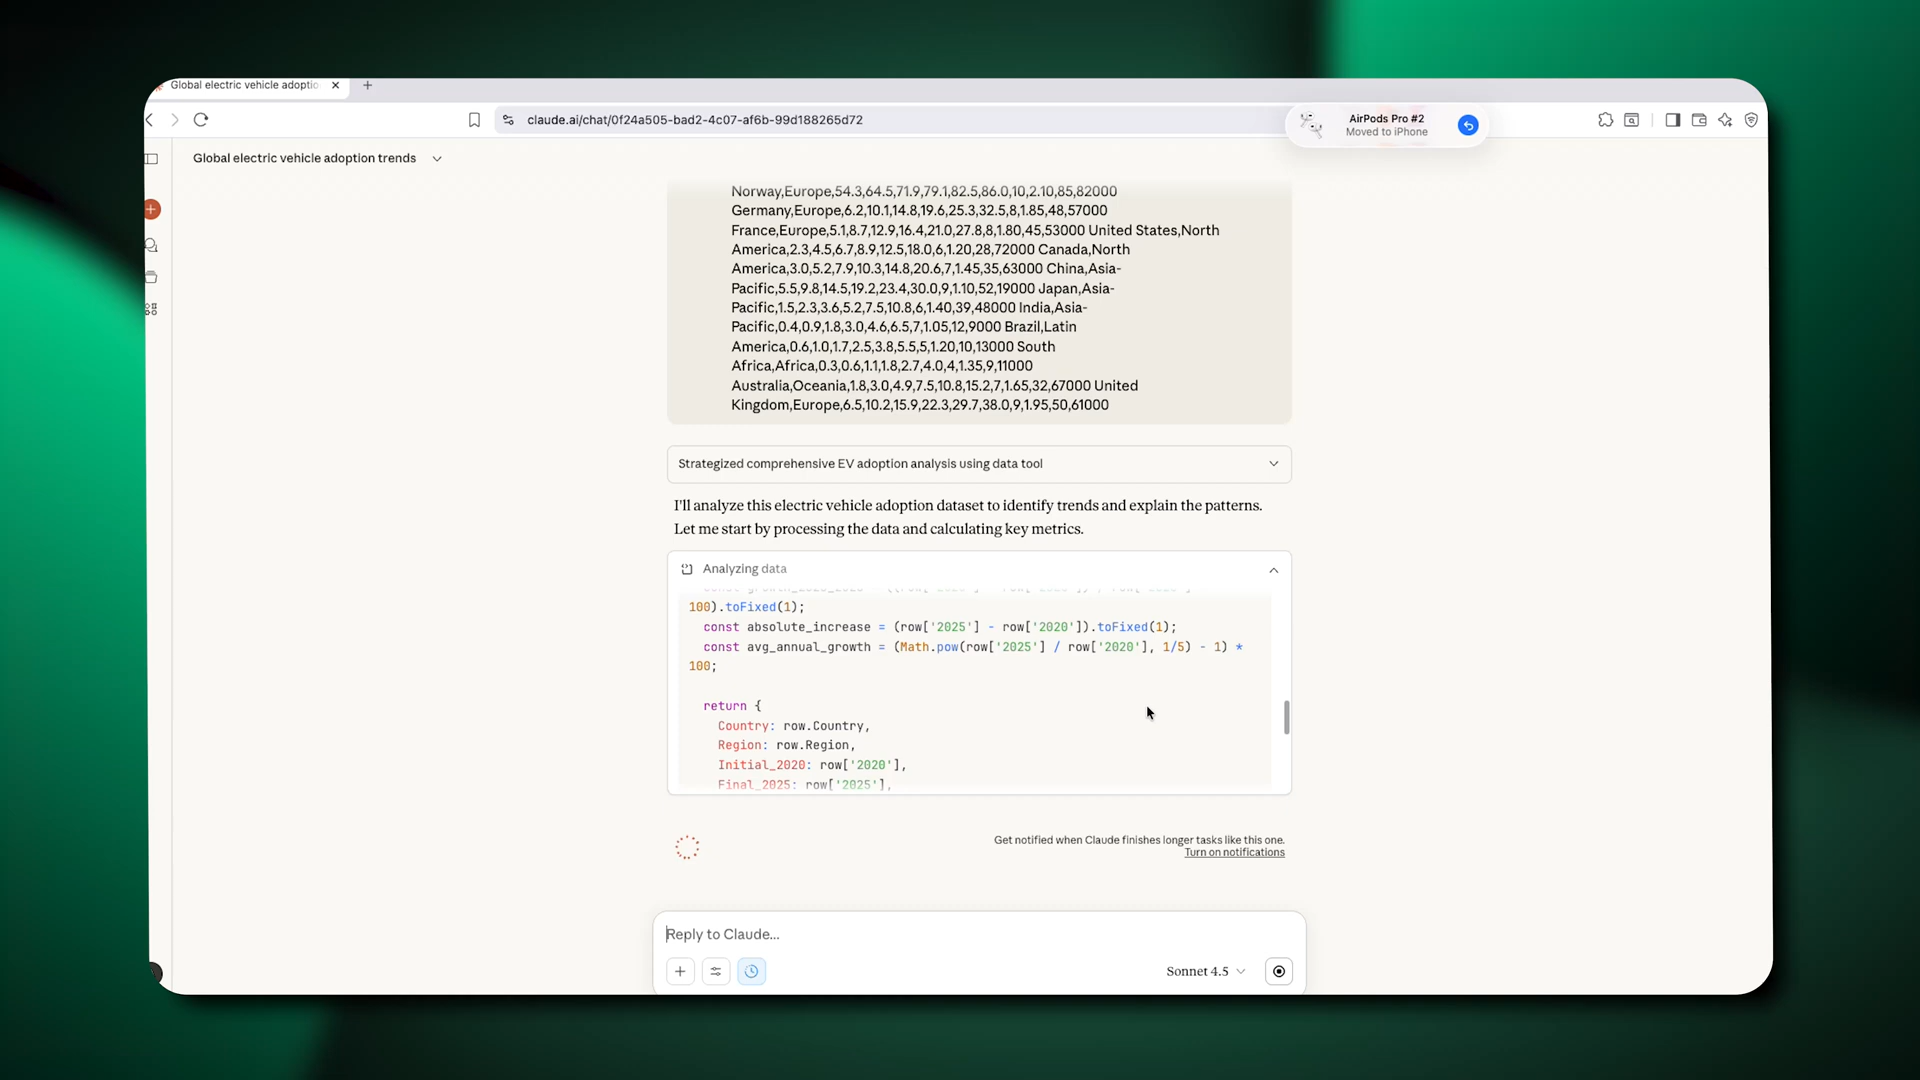 Global electric vehicle adoptio
claude.ai/chat/0f24a505-bad2-4c07-af6b-99d188265d72
AirPods Pro #2
Moved to iPhone
Global electric vehicle adoption trends
Norway,Europe,54.3,64.5,71.9,79.1,82.5,86.0,10,2.10,85,82000
Germany,Europe,6.2,10.1,14.8,19.6,25.3,32.5,8,1.85,48,57000
France,Europe,5.1,8.7,12.9,16.4,21.0,27.8,8,1.80,45,53000 United States,North
America,2.3,4.5,6.7,8.9,12.5,18.0,6,1.20,28,72000 Canada,North
America,3.0,5.2,7.9,10.3,14.8,20.6,7,1.45,35,63000 China,Asia-
Pacific,5.5,9.8,14.5,19.2,23.4,30.0,9,1.10,52,19000 Japan,Asia-
Pacific,1.5,2.3,3.6,5.2,7.5,10.8,6,1.40,39,48000 India,Asia-
Pacific,0.4,0.9,1.8,3.0,4.6,6.5,7,1.05,12,9000 Brazil,Latin
America,0.6,1.0,1.7,2.5,3.8,5.5,5,1.20,10,13000 South
Africa,Africa,0.3,0.6,1.1,1.8,2.7,4.0,4,1.35,9,11000
Australia,Oceania,1.8,3.0,4.9,7.5,10.8,15.2,7,1.65,32,67000 United
Kingdom,Europe,6.5,10.2,15.9,22.3,29.7,38.0,9,1.95,50,61000
Strategized comprehensive EV adoption analysis using data tool
I'll analyze this electric vehicle adoption dataset to identify trends and explain the patterns.
Let me start by processing the data and calculating key metrics.
Analyzing data
100).toFixed(1);
const absolute_increase = (row['2025'] - row['2020']).toFixed(1);
const avg_annual_growth = (Math.pow(row['2025'] / row['2020'], 1/5) - 1) *
100;
return {
Country: row.Country,
Region: row.Region,
Initial_2020: row['2020'],
Final_2025: row['2025'],
Get notified when Claude finishes longer tasks like this one.
Turn on notifications
Reply to Claude...
Sonnet 4.5